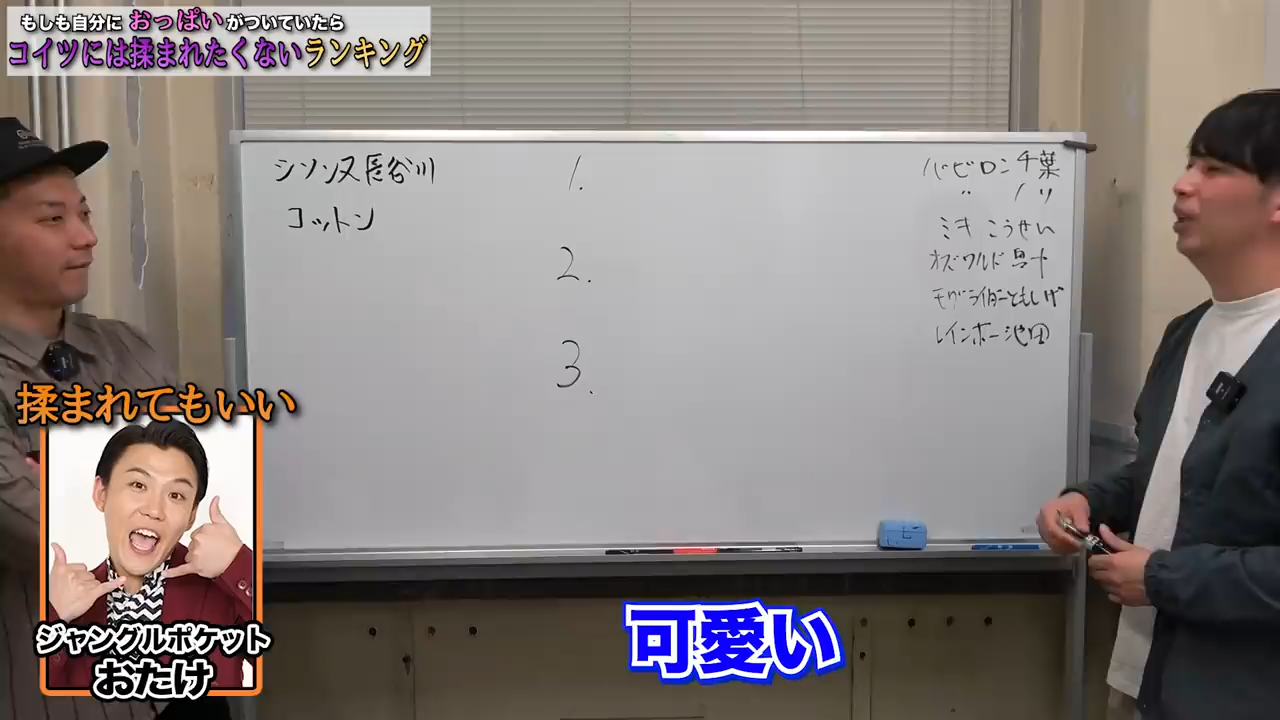 もしも自分におっぱいがついていたら
コイツには揉まれたくないランキング
シソンヌ長谷川
コットン
1.
2.
3.
バビロン千葉
〃 ノリ
ミキ こうせい
オズワルド 畠中
モグライダーともしげ
レインボー池田
揉まれてもいい
ジャングルポケット
おたけ
可愛い